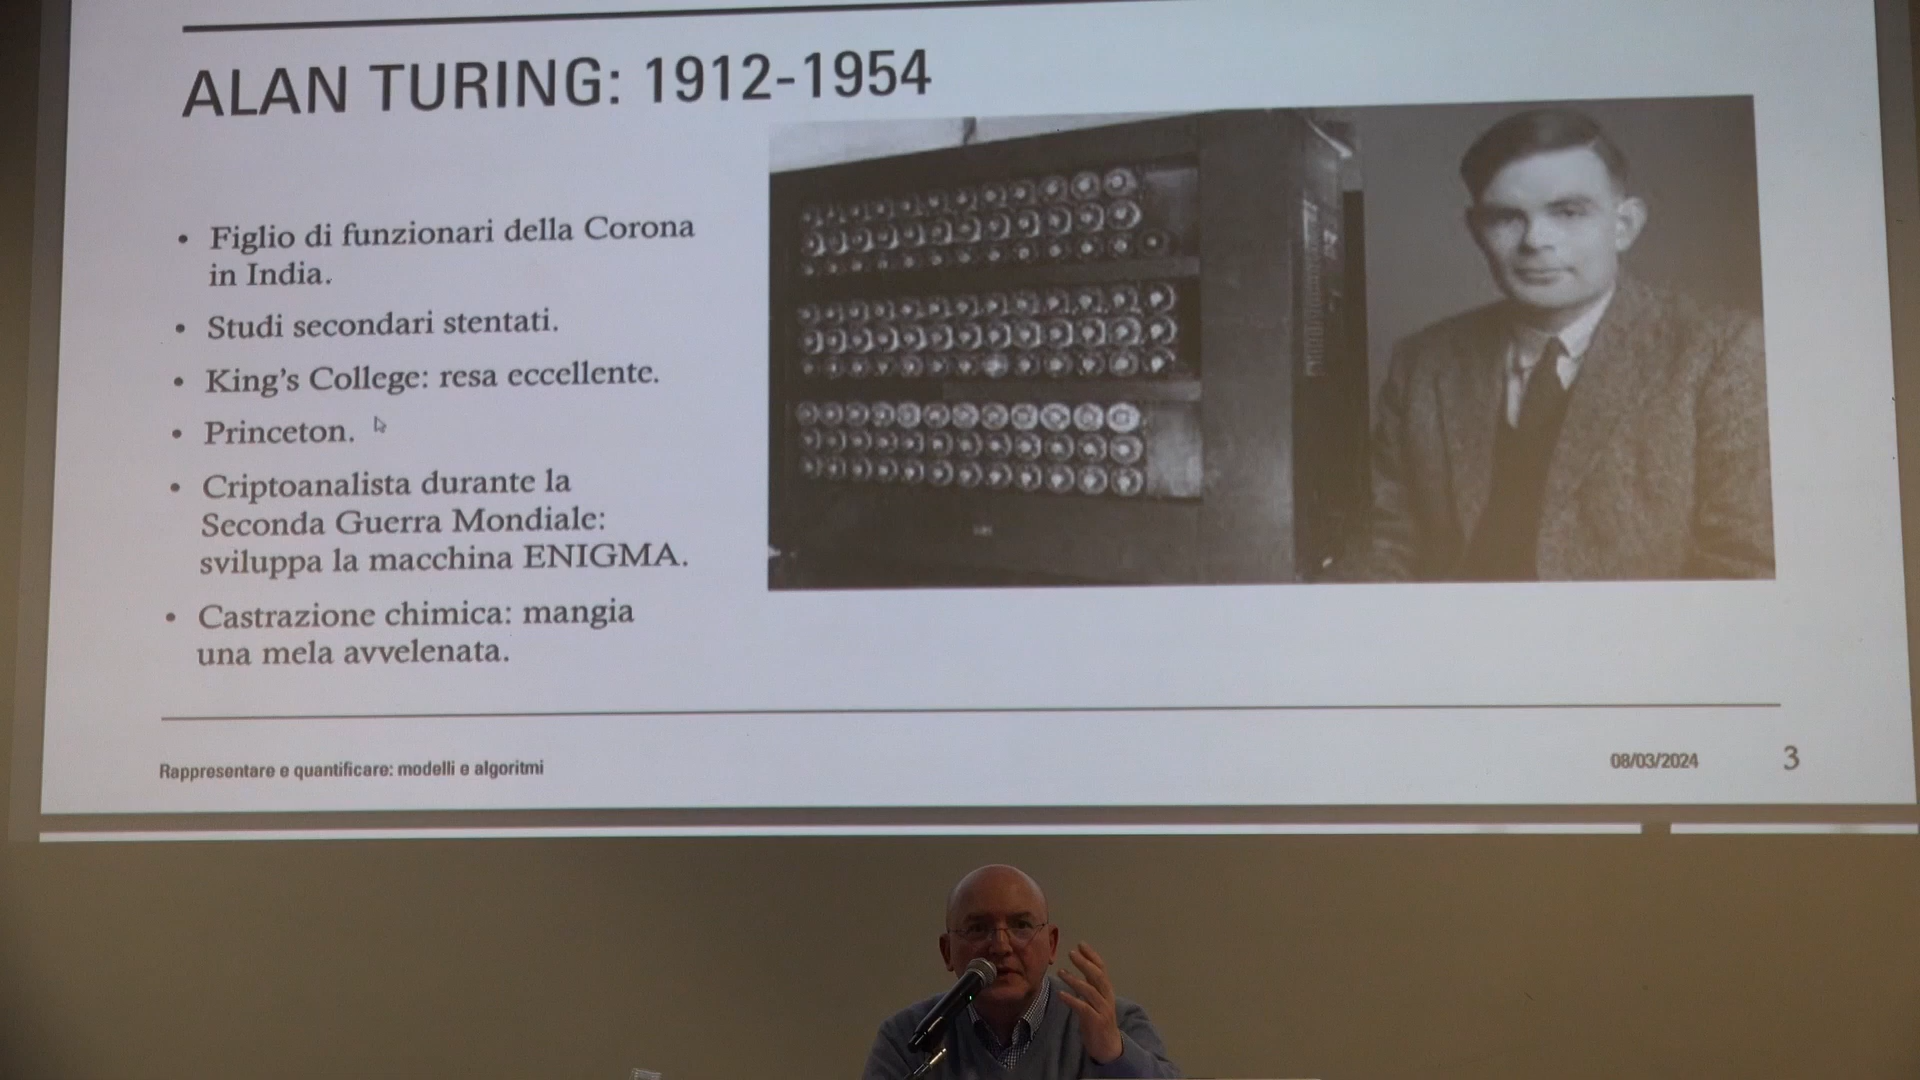 ALAN TURING: 1912-1954
• Figlio di funzionari della Corona
in India.
• Studi secondari stentati.
• King's College: resa eccellente.
• Princeton.
• Criptoanalista durante la
Seconda Guerra Mondiale:
sviluppa la macchina ENIGMA.
• Castrazione chimica: mangia
una mela avvelenata.
Rappresentare e quantificare: modelli e algoritmi
08/03/2024
3